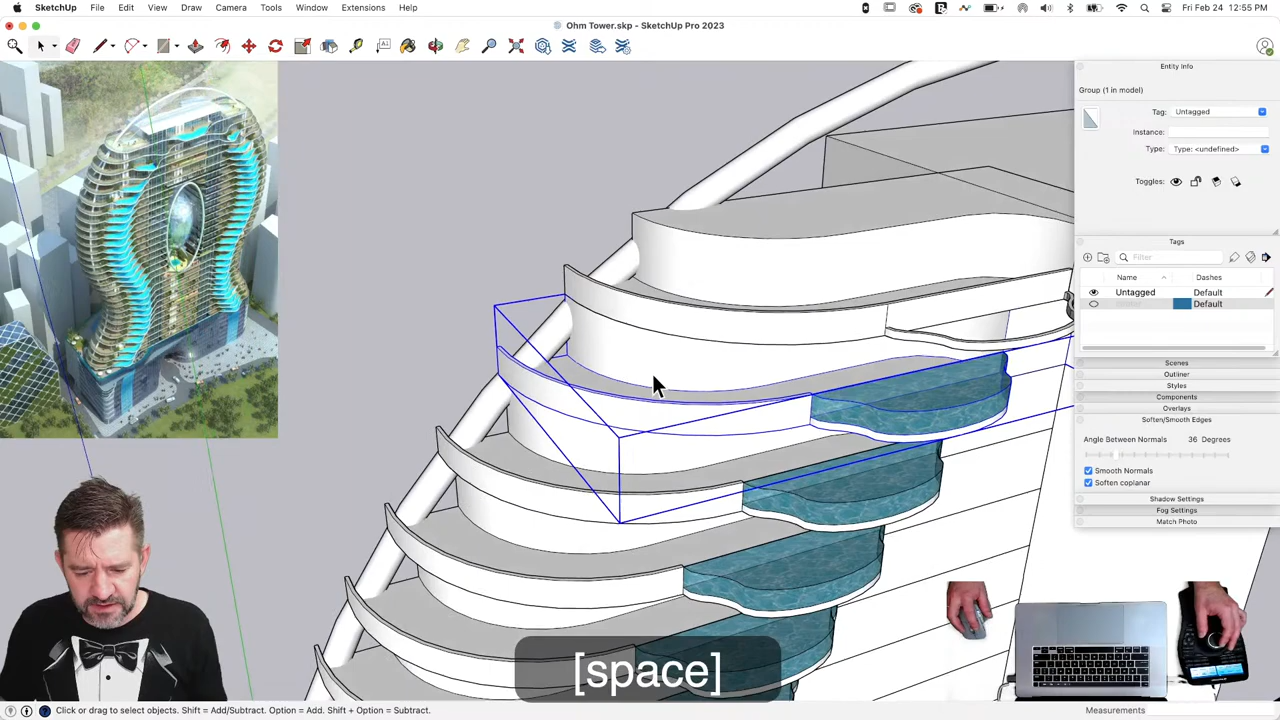 SketchUp File Edit View Draw Camera Tools Window Extensions Help
Fri Feb 24 12:55 PM
Ohm Tower.skp - SketchUp Pro 2023
Entity Info
Group (1 in model)
Tag: Untagged
Instance:
Type: Type: <undefined>
Toggles:
Tags
Filter
Name Dashes
Untagged Default
Default
Scenes
Outliner
Styles
Components
Overlays
Soften/Smooth Edges
Angle Between Normals 36 Degrees
Smooth Normals
Soften coplanar
Shadow Settings
Fog Settings
Match Photo
[space]
Click or drag to select objects. Shift = Add/Subtract. Option = Add. Shift + Option = Subtract.
Measurements